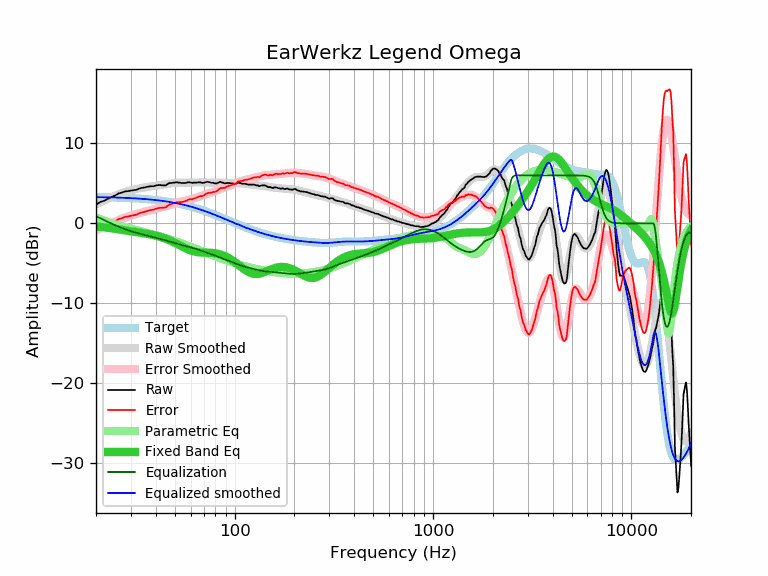 EarWerkz Legend Omega
10
0
−10
−20
−30
Amplitude (dBr)
Target
Raw Smoothed
Error Smoothed
Raw
Error
Parametric Eq
Fixed Band Eq
Equalization
Equalized smoothed
100 1000 10000
Frequency (Hz)